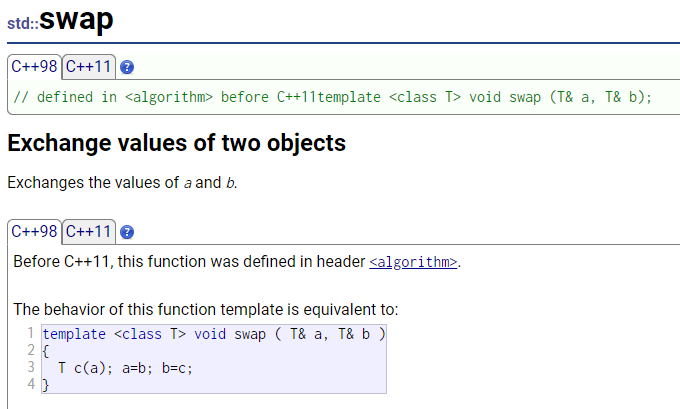 std::swap
C++98 C++11 ?
// defined in <algorithm> before C++11template <class T> void swap (T& a, T& b);
Exchange values of two objects
Exchanges the values of a and b.
C++98 C++11 ?
Before C++11, this function was defined in header <algorithm>.
The behavior of this function template is equivalent to:
1 template <class T> void swap ( T& a, T& b )
2 {
3 T c(a); a=b; b=c;
4 }